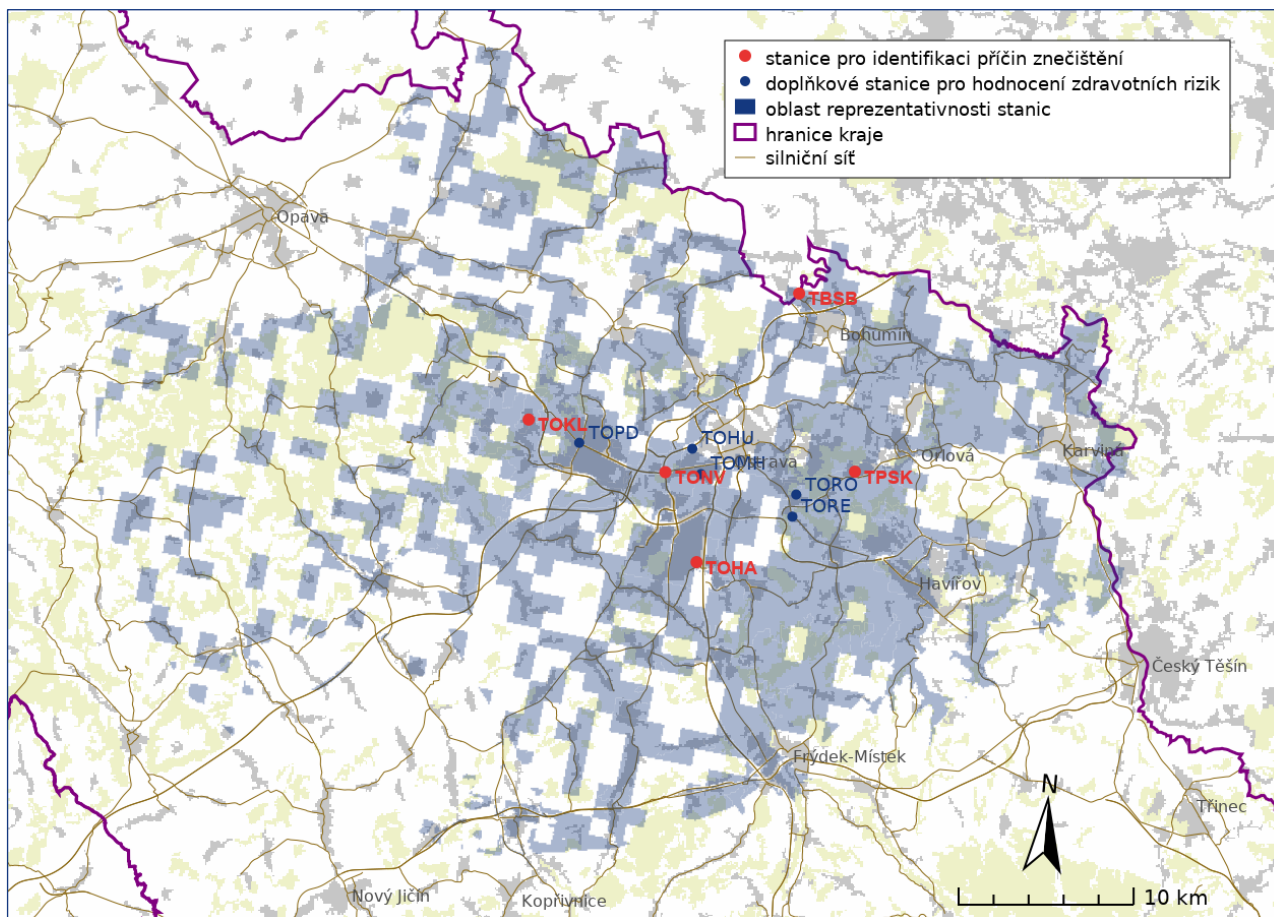 stanice pro identifikaci příčin znečištění
doplňkové stanice pro hodnocení zdravotních rizik
oblast reprezentativnosti stanic
hranice kraje
silniční síť
Opava
TBSB
Bohumín
TOKL
TOPD
TOHU
TOMH
Ostrava
TONV
Orlová
Karviná
TPSK
TORO
TORE
TOHA
Havířov
Český Těšín
Frýdek-Místek
N
Třinec
Nový Jičín
Kopřivnice
10 km